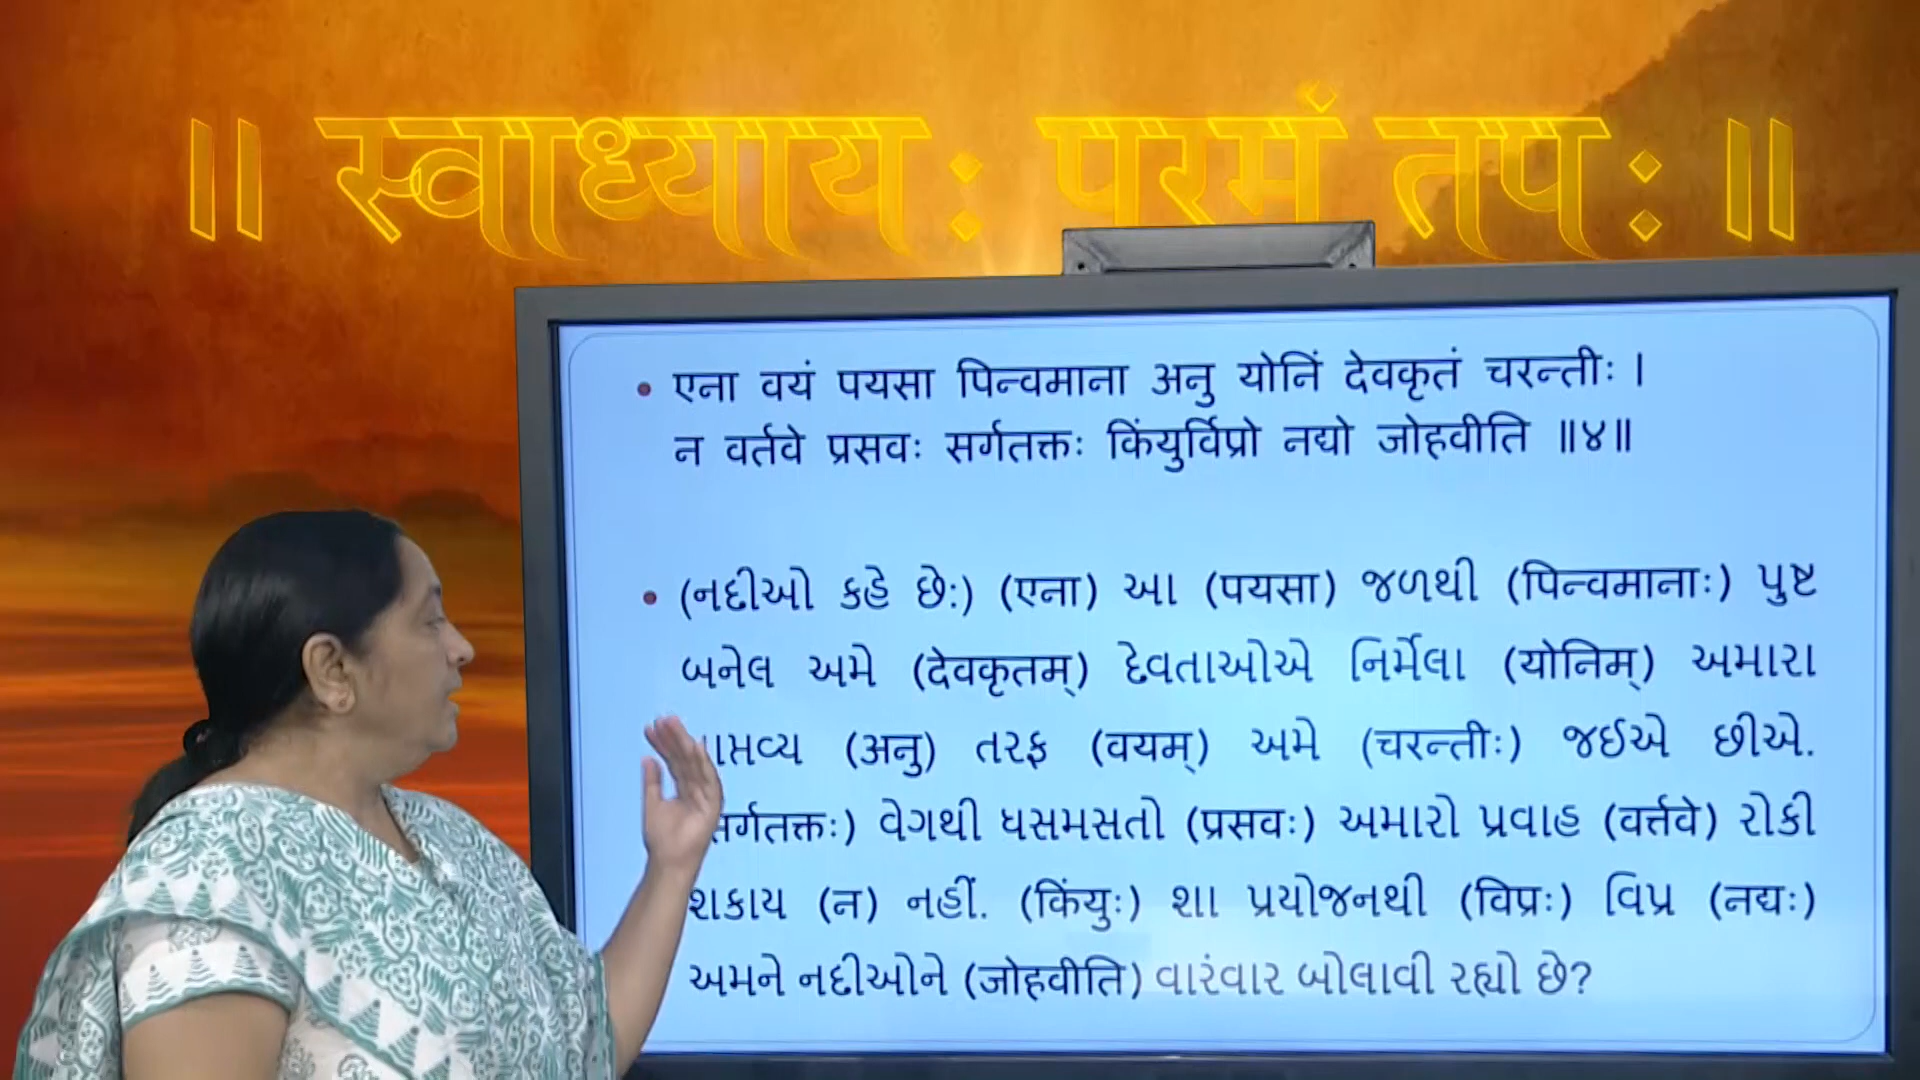 ॥ स्वाध्यायः परमं तपः ॥
• एना वयं पयसा पिन्वमाना अनु योनिं देवकृतं चरन्तीः ।
न वर्तवे प्रसवः सर्गतक्तः किंयुर्विप्रो नद्यो जोहवीति ॥४॥
• (નદીઓ કહે છે:) (एना) આ (पयसा) જળથી (पिन्वमानाः) પુષ્ટ
બનેલ અમે (देवकृतम्) દેવતાઓએ નિર્મેલા (योनिम्) અમારા
(अनु) તરફ (वयम्) અમે (चरन्तीः) જઈએ છીએ.
વેગથી ધસમસતો (प्रसवः) અમારો પ્રવાહ (वर्त्तवे) રોકી
શકાય (न) નહીં. (किंयुः) શા પ્રયોજનથી (विप्रः) વિપ્ર (नद्यः)
અમને નદીઓને (जोहवीति) વારંવાર બોલાવી રહ્યો છે?